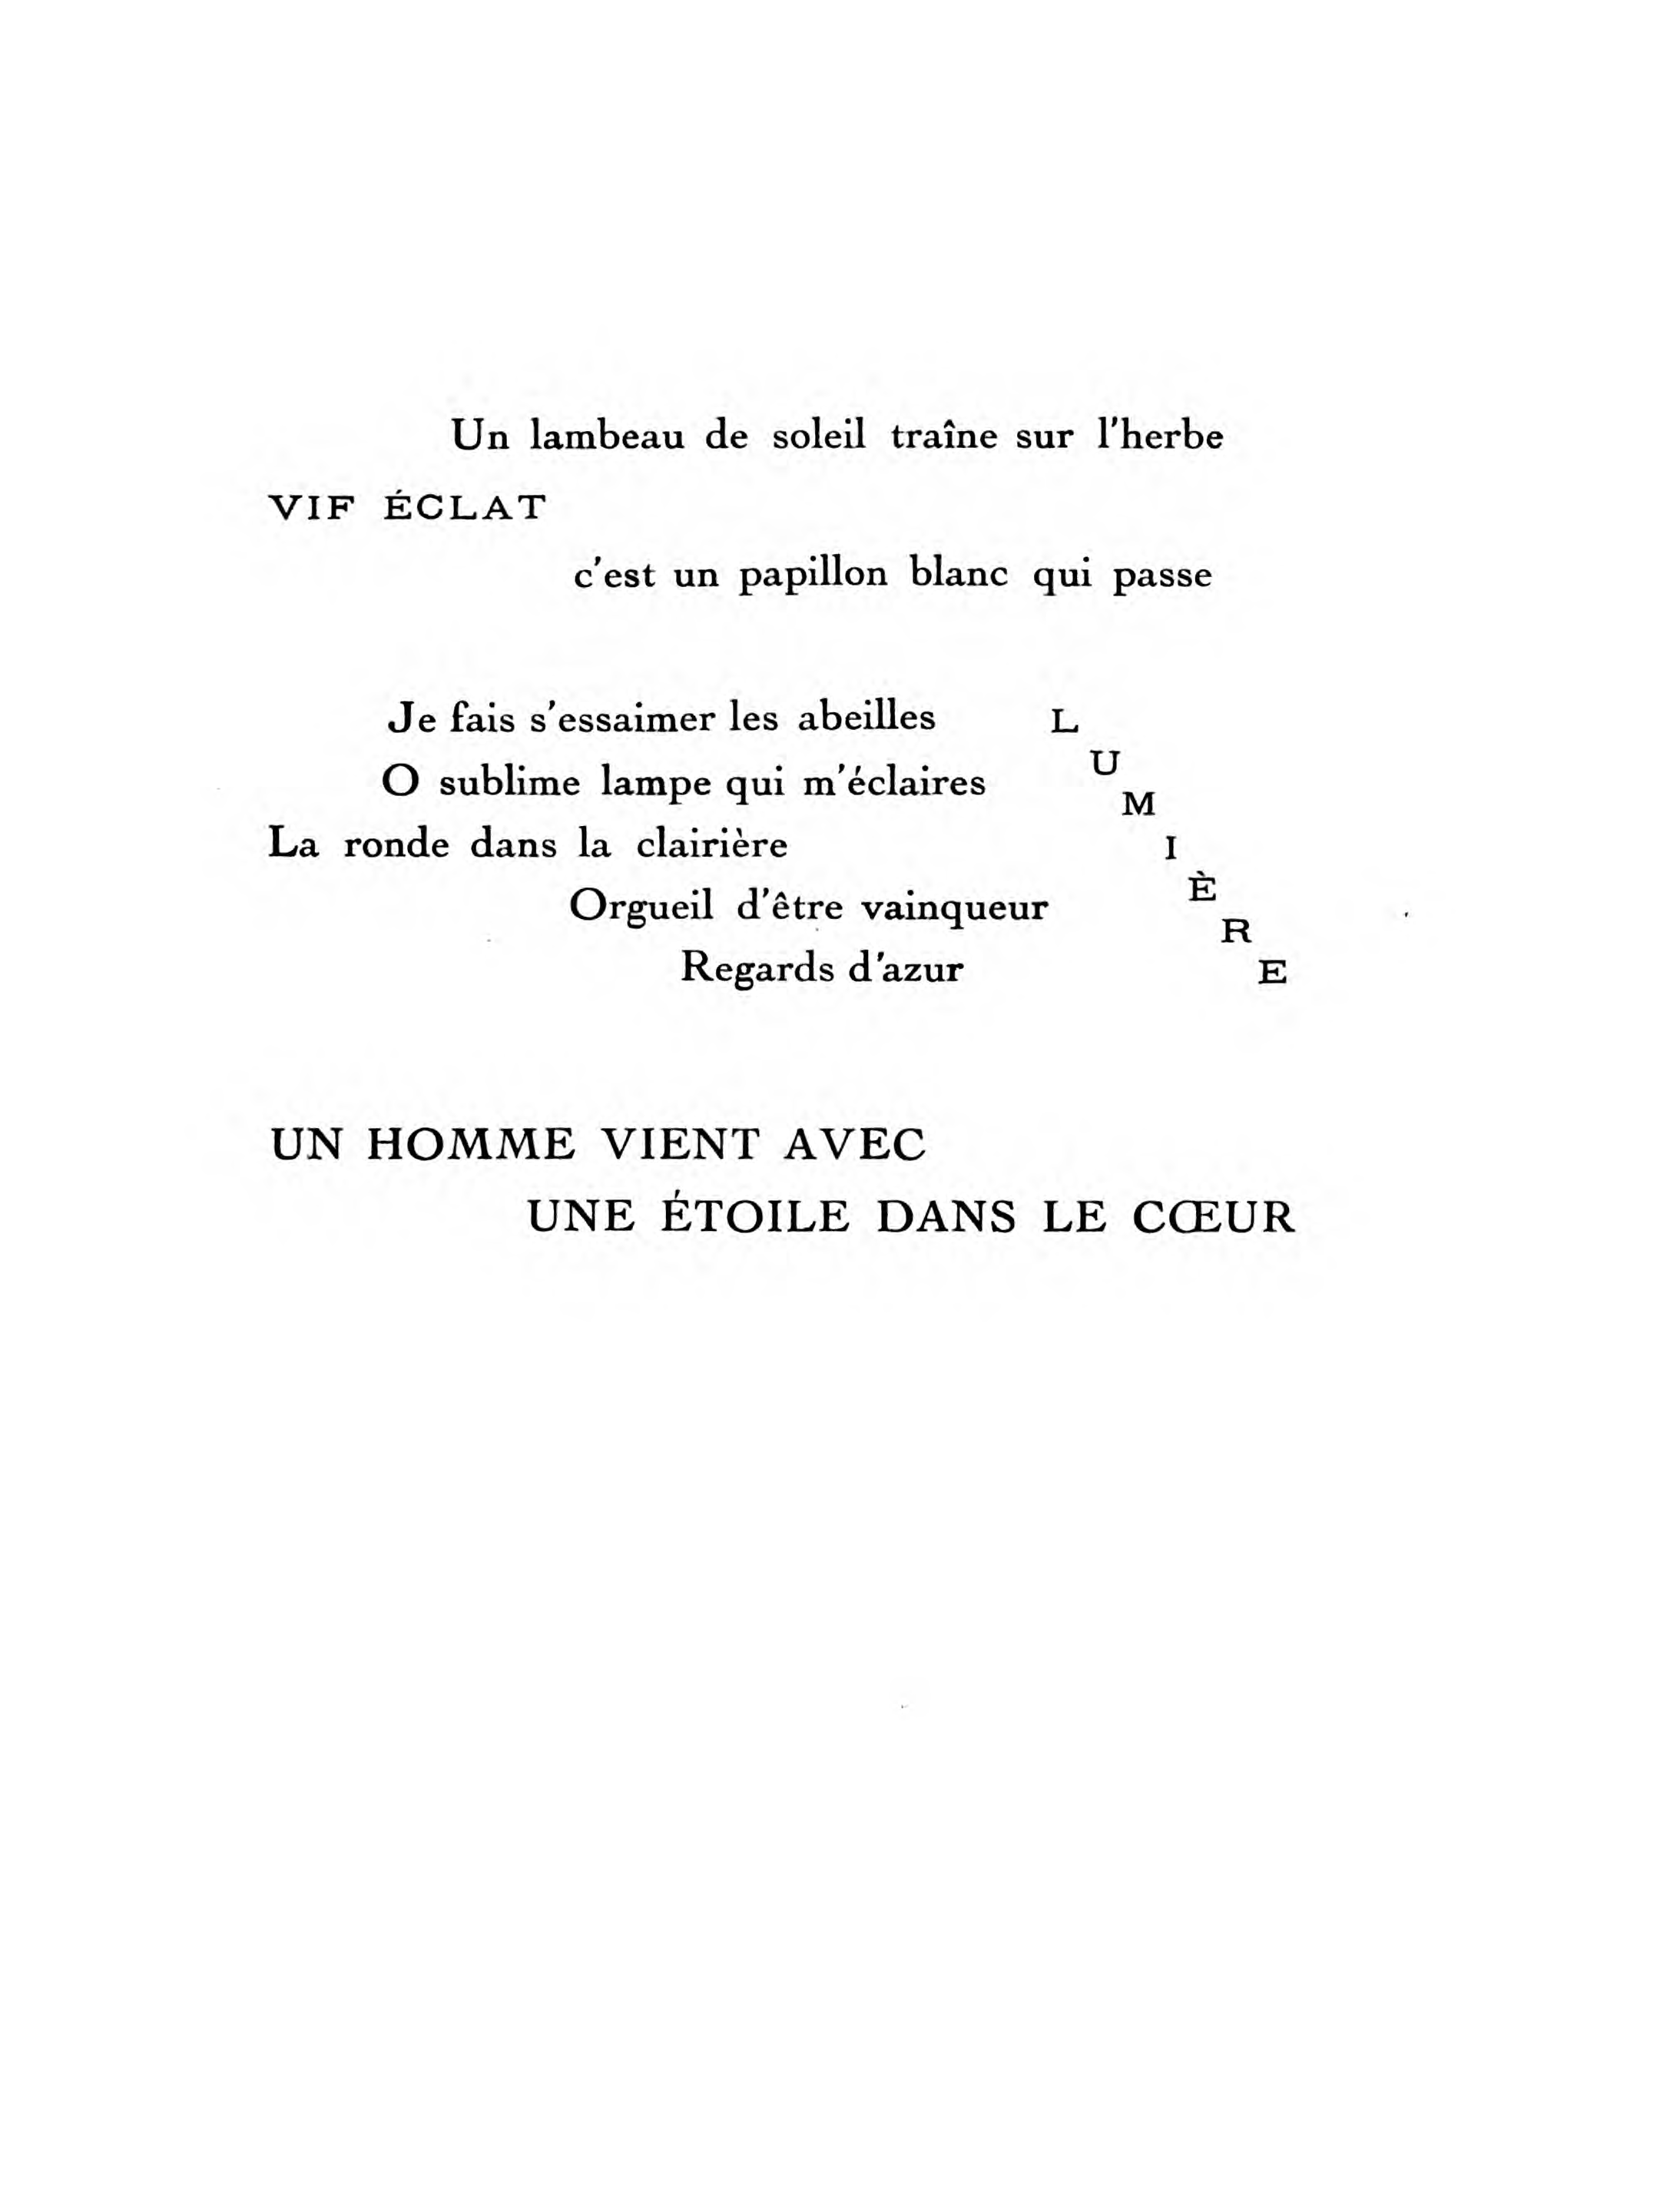 Un lambeau de soleil traîne sur l'herbe
VIF ÉCLAT
c'est un papillon blanc qui passe
Je fais s'essaimer les abeilles
O sublime lampe qui m'éclaires
La ronde dans la clairière
Orgueil d'être vainqueur
Regards d'azur
LUMIÈRE
UN HOMME VIENT AVEC
UNE ÉTOILE DANS LE CŒUR